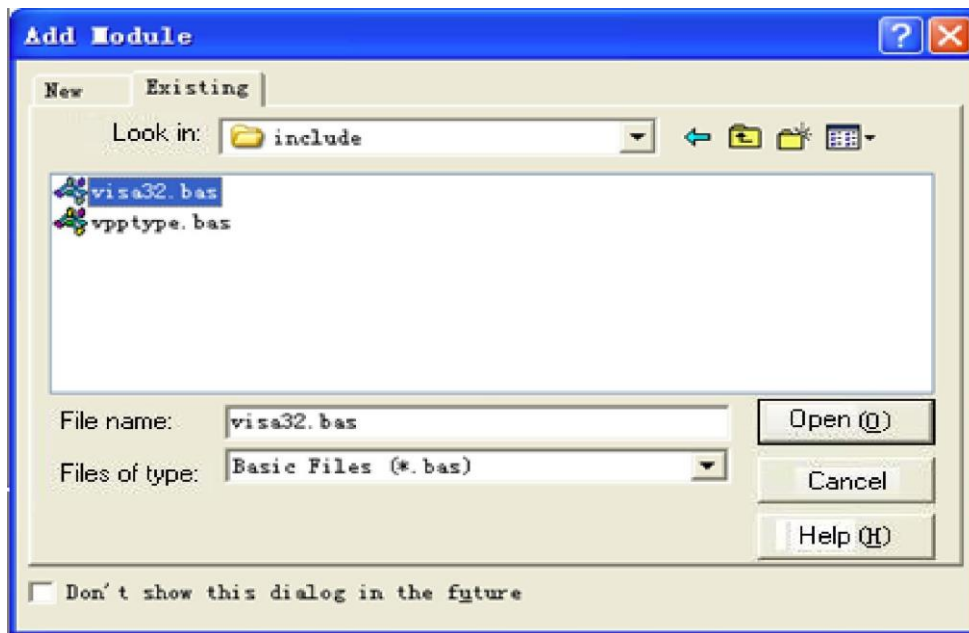 Add Module
New Existing
Look in: include
visa32.bas
vpptype.bas
File name: visa32.bas Open (O)
Files of type: Basic Files (*.bas)
Cancel
Help (H)
Don't show this dialog in the future